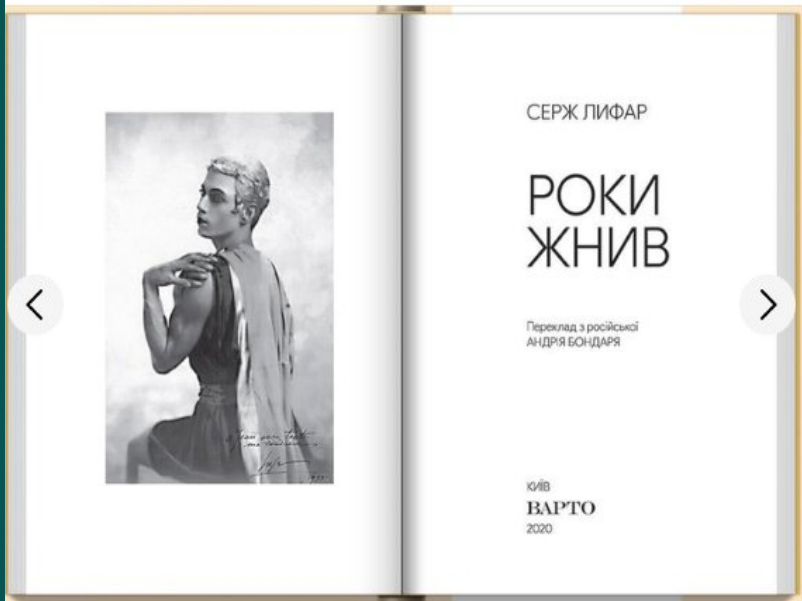 СЕРЖ ЛИФАР
РОКИ
ЖНИВ
Переклад з російської
АНДРІЯ БОНДАРЯ
КИЇВ
ВАРТО
2020